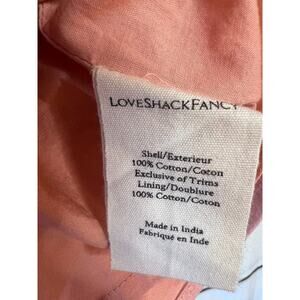 LOVESHACKFANCY
Shell/Exterieur
100% Cotton/Cocon
Exclusive of Trims
Lining/Doublure
100% Cotton/Coton
Made in India
Fabriqué en Inde